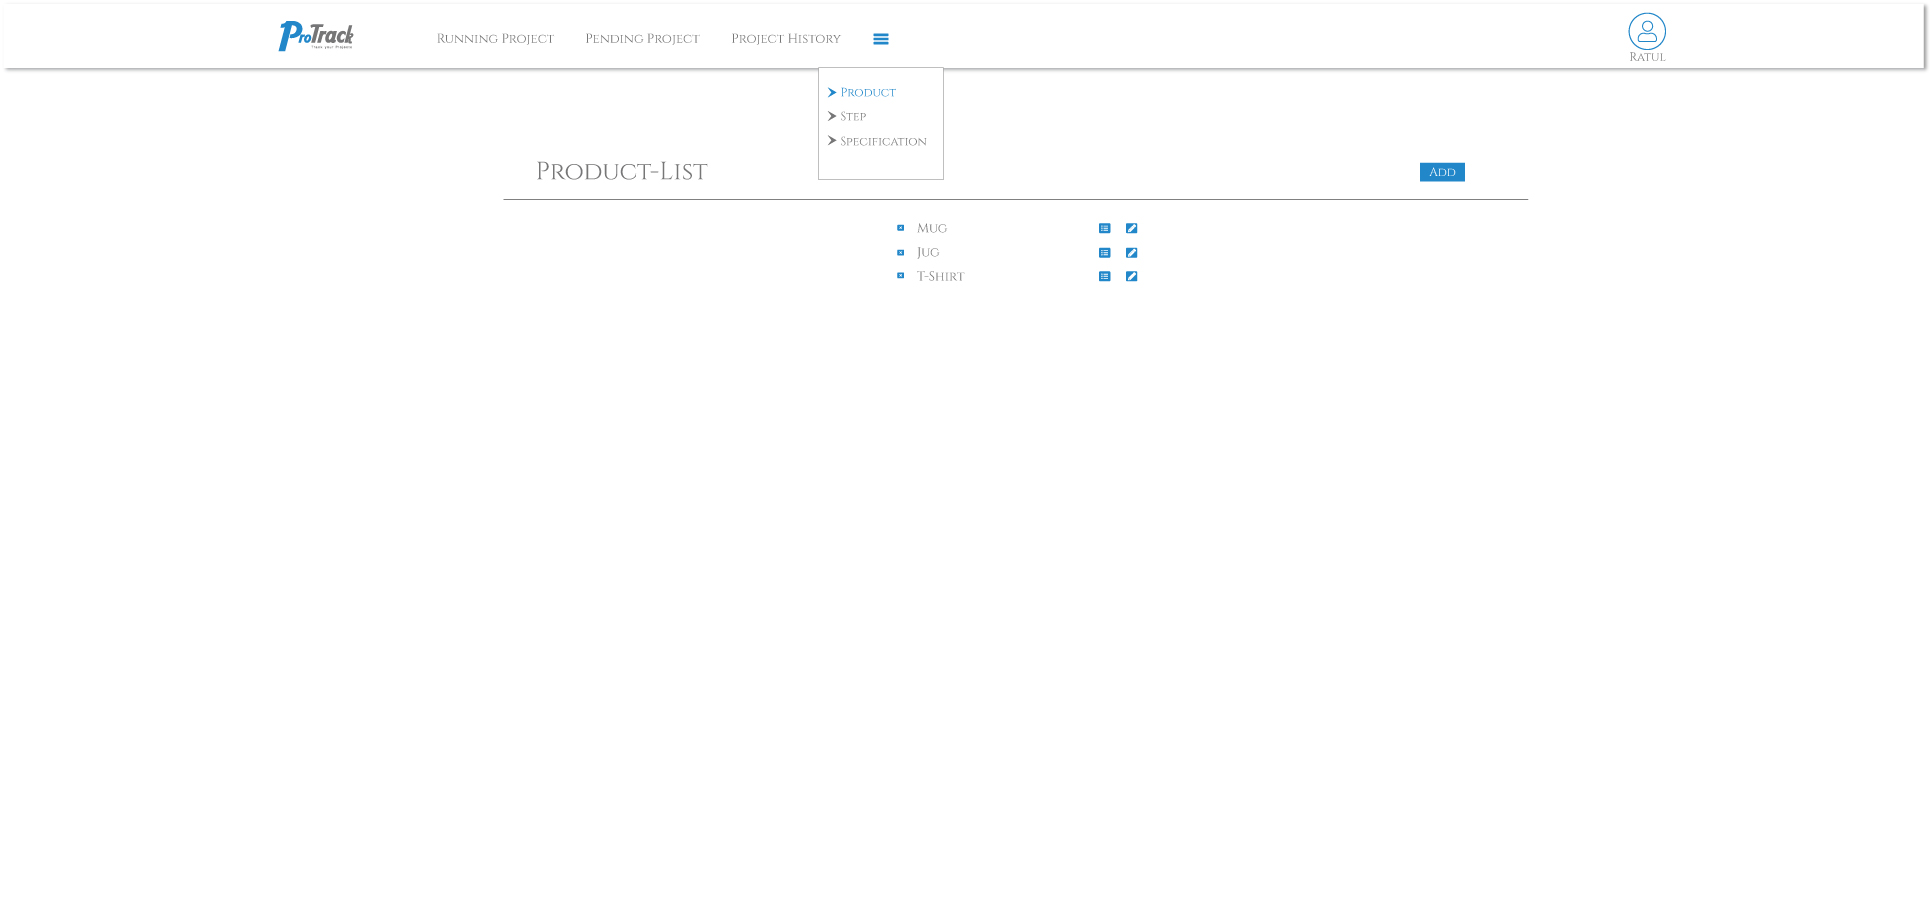 ProTrack
Track your Projects
Running Project
Pending Project
Project History
Ratul
Product
Step
Specification
Product-List
Add
Mug
Jug
T-Shirt